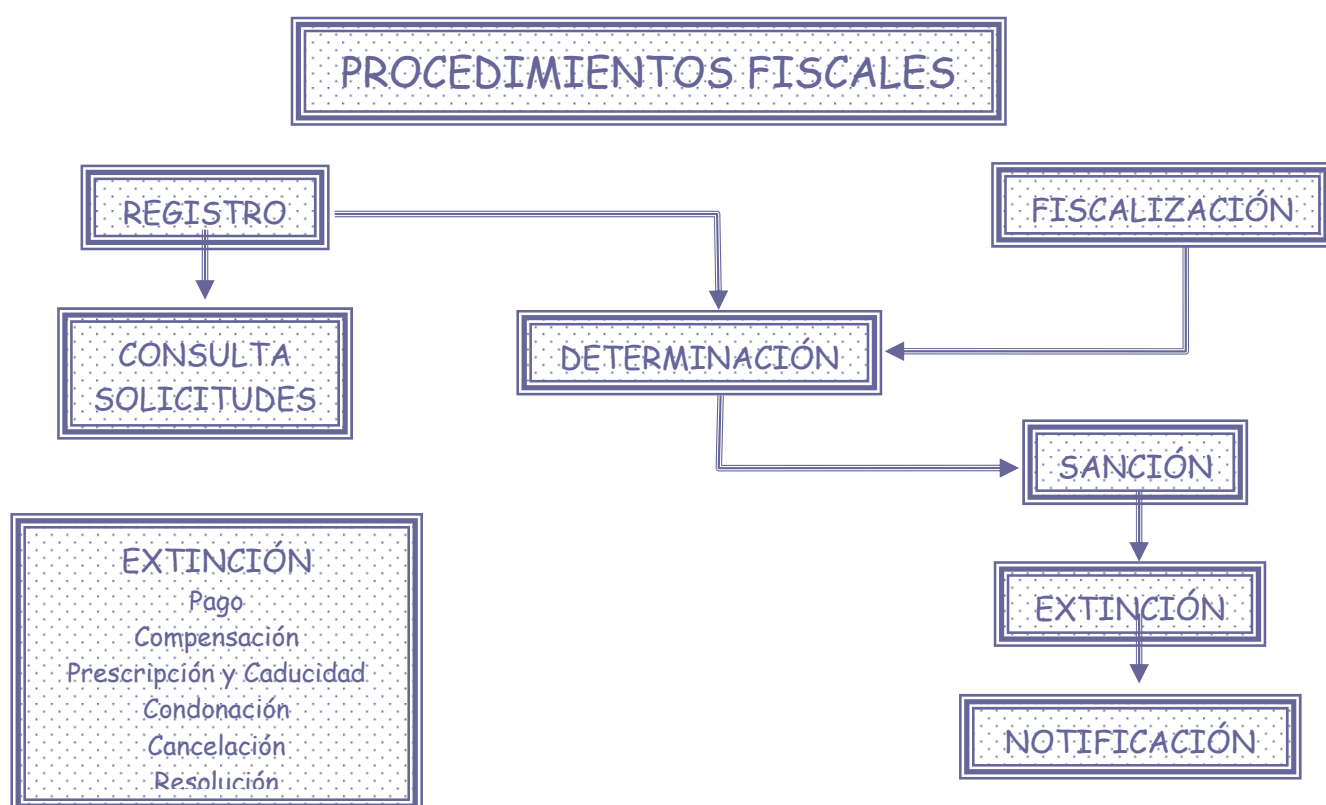 PROCEDIMIENTOS FISCALES
REGISTRO
FISCALIZACIÓN
CONSULTA
SOLICITUDES
DETERMINACIÓN
SANCIÓN
EXTINCIÓN
Pago
Compensación
Prescripción y Caducidad
Condonación
Cancelación
Resolución
EXTINCIÓN
NOTIFICACIÓN